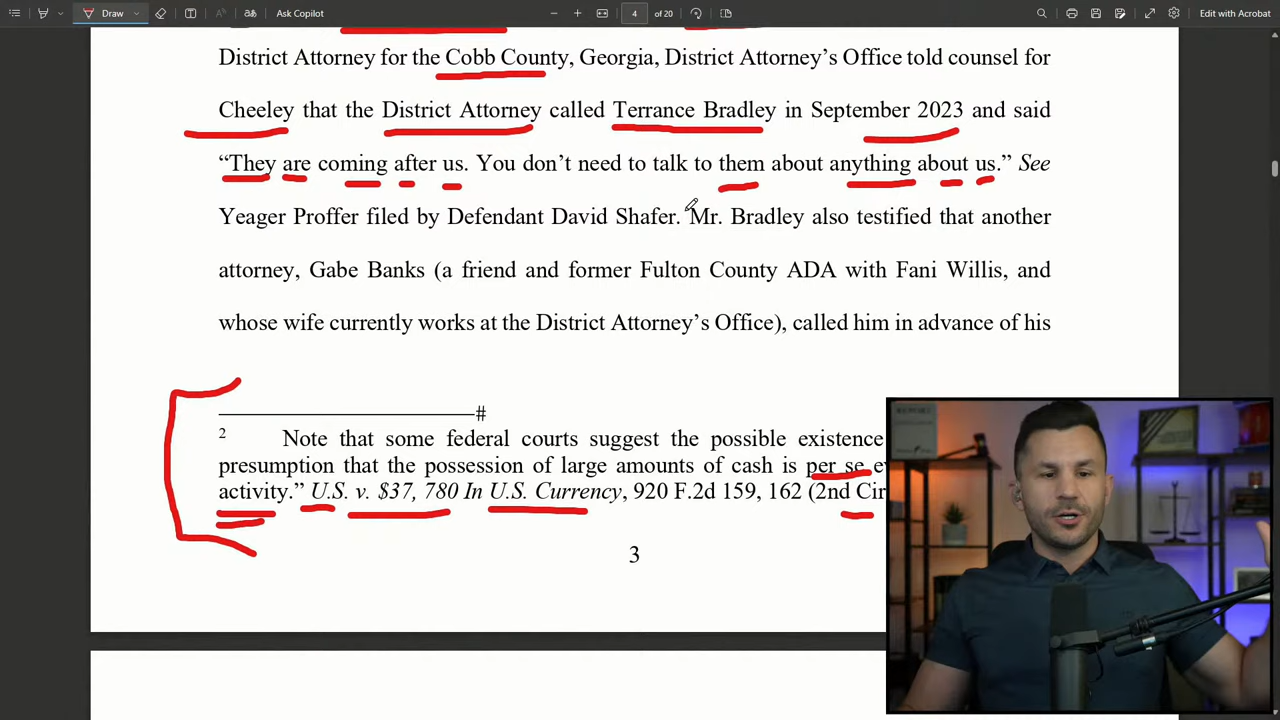 Draw
Ask Copilot
4 of 20
Edit with Acrobat
District Attorney for the Cobb County, Georgia, District Attorney's Office told counsel for
Cheeley that the District Attorney called Terrance Bradley in September 2023 and said
“They are coming after us. You don't need to talk to them about anything about us.” See
Yeager Proffer filed by Defendant David Shafer. Mr. Bradley also testified that another
attorney, Gabe Banks (a friend and former Fulton County ADA with Fani Willis, and
whose wife currently works at the District Attorney's Office), called him in advance of his
#
2 Note that some federal courts suggest the possible existence
presumption that the possession of large amounts of cash is per se
activity.” U.S. v. $37, 780 In U.S. Currency, 920 F.2d 159, 162 (2nd Cir
3